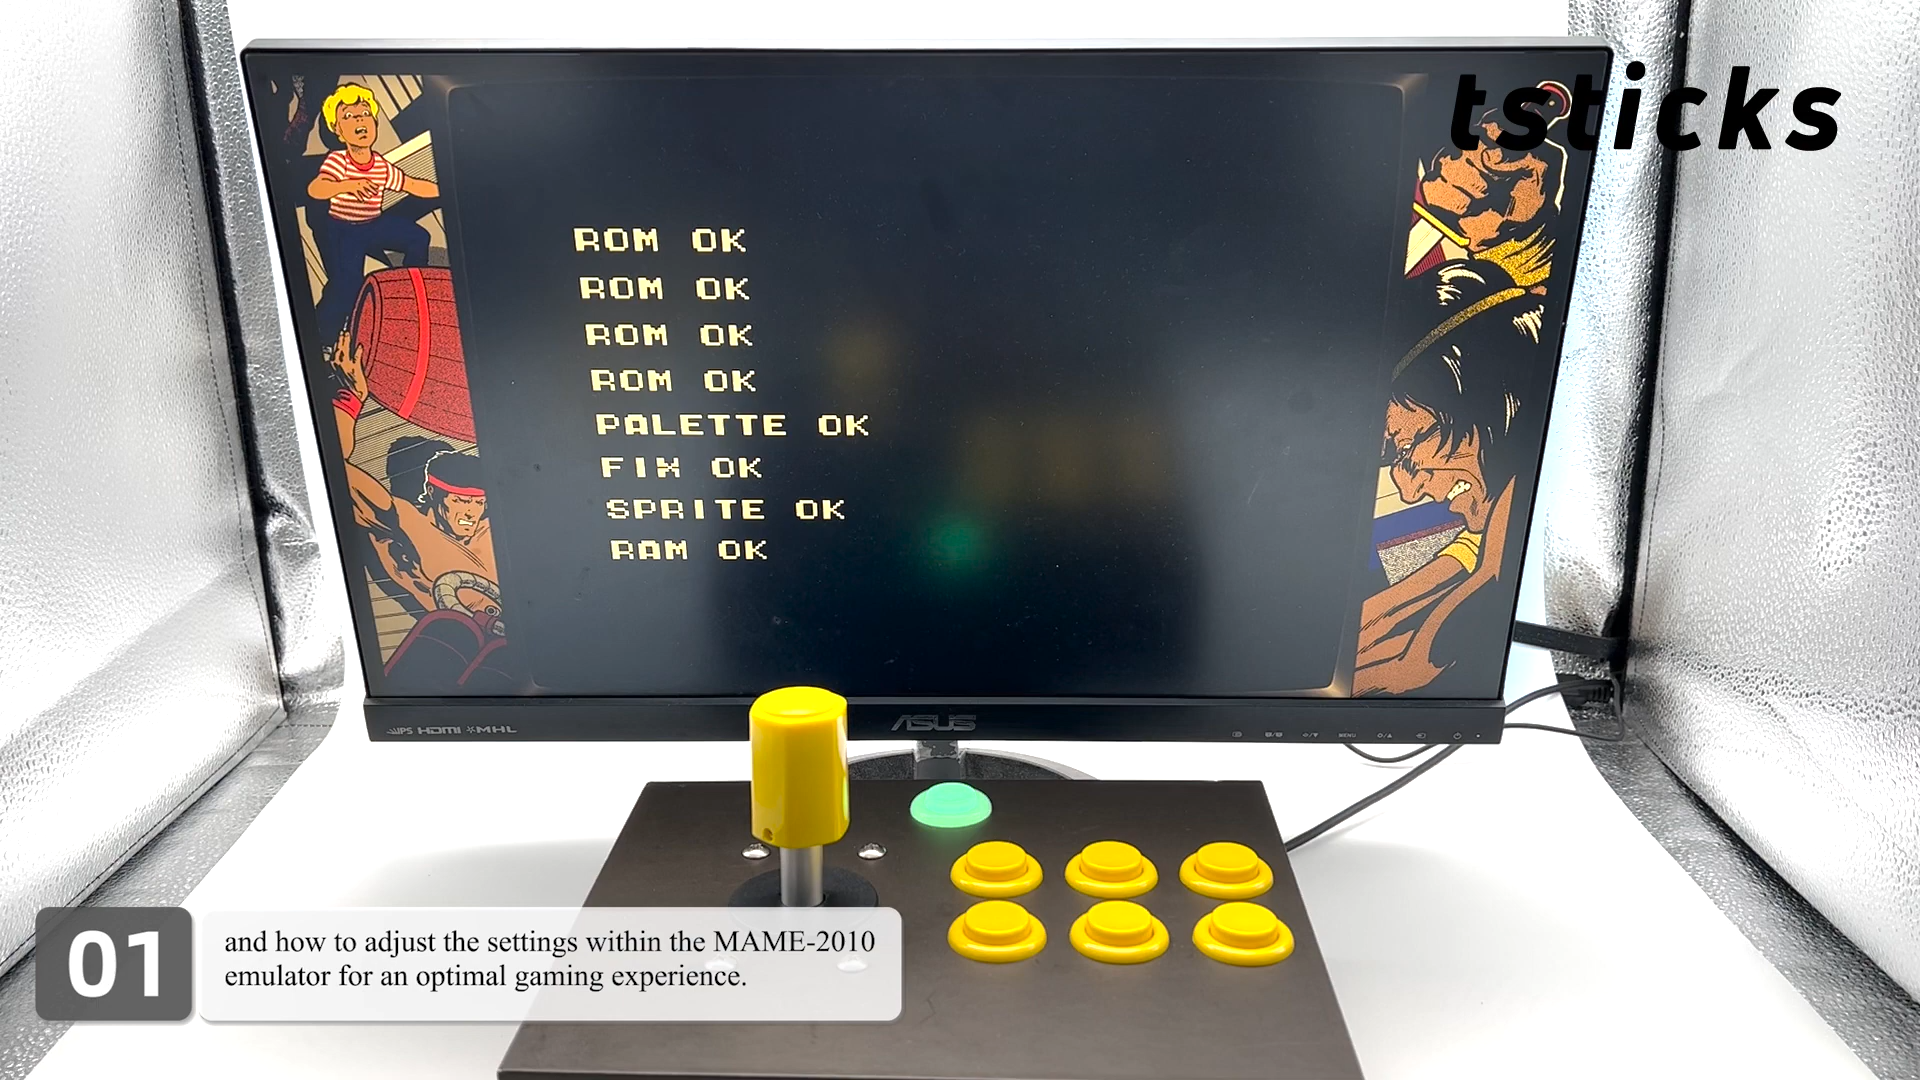 tsticks
ROM OK
ROM OK
ROM OK
ROM OK
PALETTE OK
FIX OK
SPRITE OK
RAM OK
IPS HDMI MHL
ASUS
MENU
01
and how to adjust the settings within the MAME-2010
emulator for an optimal gaming experience.